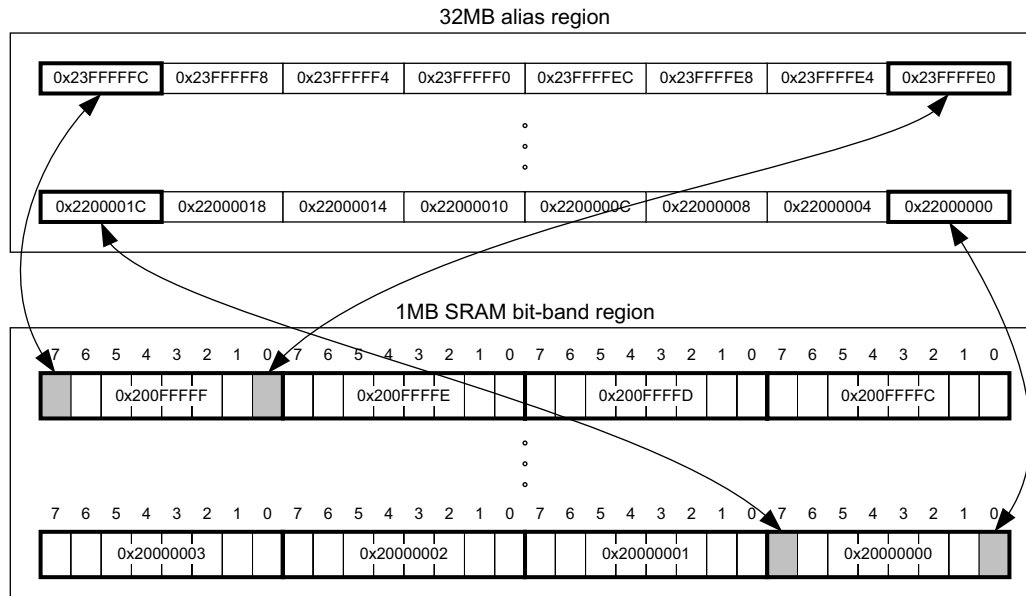 32MB alias region
0x23FFFFFC 0x23FFFFF8 0x23FFFFF4 0x23FFFFF0 0x23FFFFEC 0x23FFFFE8 0x23FFFFE4 0x23FFFFE0
0x2200001C 0x22000018 0x22000014 0x22000010 0x2200000C 0x22000008 0x22000004 0x22000000
1MB SRAM bit-band region
7 6 5 4 3 2 1 0 7 6 5 4 3 2 1 0 7 6 5 4 3 2 1 0 7 6 5 4 3 2 1 0
0x200FFFFF 0x200FFFFE 0x200FFFFD 0x200FFFFC
7 6 5 4 3 2 1 0 7 6 5 4 3 2 1 0 7 6 5 4 3 2 1 0 7 6 5 4 3 2 1 0
0x20000003 0x20000002 0x20000001 0x20000000